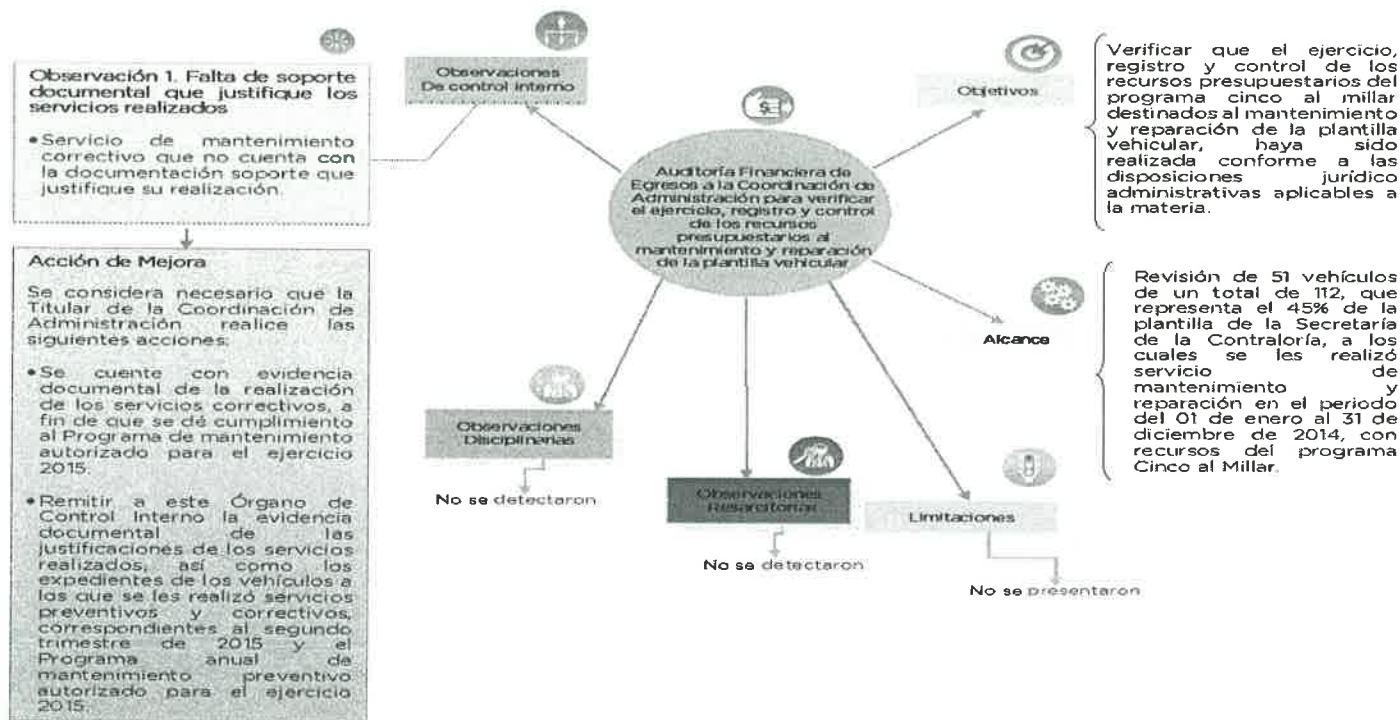 Observación 1. Falta de soporte
documental que justifique los
servicios realizados
•Servicio de mantenimiento
correctivo que no cuenta con
la documentación soporte que
justifique su realización.
Acción de Mejora
Se considera necesario que la
Titular de la Coordinación de
Administración realice las
siguientes acciones:
•Se cuente con evidencia
documental de la realización
de los servicios correctivos, a
fin de que se dé cumplimiento
al Programa de mantenimiento
autorizado para el ejercicio
2015.
•Remitir a este Órgano de
Control Interno la evidencia
documental de las
justificaciones de los servicios
realizados, así como los
expedientes de los vehículos a
los que se les realizó servicios
preventivos y correctivos,
correspondientes al segundo
trimestre de 2015 y el
Programa anual de
mantenimiento preventivo
autorizado para el ejercicio
2015.
Observaciones
De control interno
Auditoría Financiera de
Egresos a la Coordinación de
Administración para verificar
el ejercicio, registro y control
de los recursos
presupuestarios al
mantenimiento y reparación
de la plantilla vehicular
Objetivos
Verificar que el ejercicio,
registro y control de los
recursos presupuestarios del
programa cinco al millar
destinados al mantenimiento
y reparación de la plantilla
vehicular, haya sido
realizada conforme a las
disposiciones jurídico
administrativas aplicables a
la materia.
Alcance
Revisión de 51 vehículos
de un total de 112, que
representa el 45% de la
plantilla de la Secretaría
de la Contraloría, a los
cuales se les realizó
servicio de
mantenimiento y
reparación en el periodo
del 01 de enero al 31 de
diciembre de 2014, con
recursos del programa
Cinco al Millar.
Observaciones
Disciplinarias
No se detectaron
Observaciones
Resarcitorias
No se detectaron
Limitaciones
No se presentaron